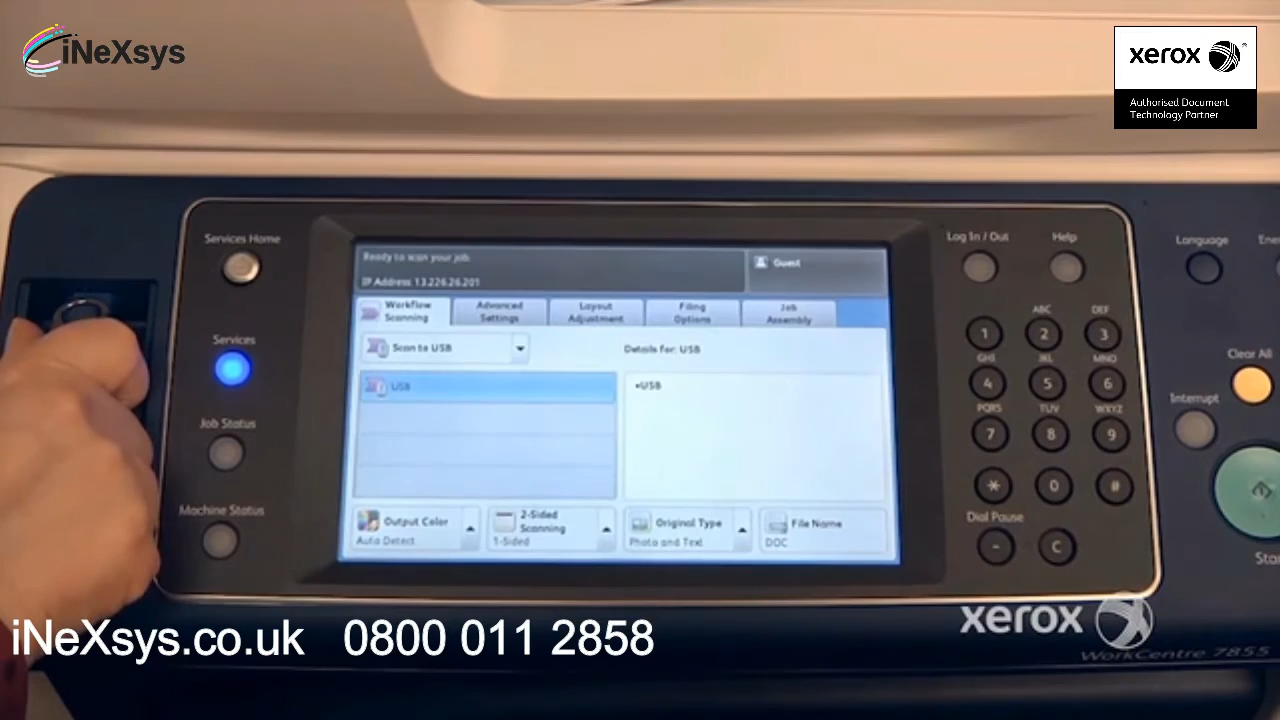 iNeXsys
xerox
Authorised Document
Technology Partner
Services Home
Services
Job Status
Machine Status
Ready to scan your job.
IP Address 13.226.26.201
Guest
Workflow
Scanning
Advanced
Settings
Layout
Adjustment
Filing
Options
Job
Assembly
Scan to USB
Details for: USB
USB
•USB
Output Color
Auto Detect
2-Sided
Scanning
1-Sided
Original Type
Photo and Text
File Name
DOC
Log In / Out
Help
Language
ABC
DEF
1
2
3
GHI
JKL
MNO
4
5
6
PQRS
TUV
WXYZ
7
8
9
*
0
#
Dial Pause
-
C
Clear All
Interrupt
xerox
WorkCentre 7855
iNeXsys.co.uk 0800 011 2858